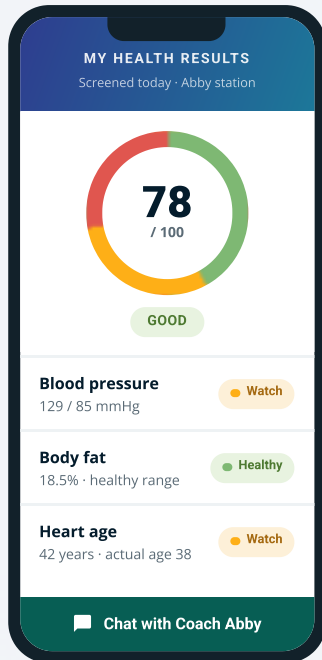 MY HEALTH RESULTS
Screened today · Abby station
78
/ 100
GOOD
Blood pressure
129 / 85 mmHg
Watch
Body fat
18.5% · healthy range
Healthy
Heart age
42 years · actual age 38
Watch
Chat with Coach Abby